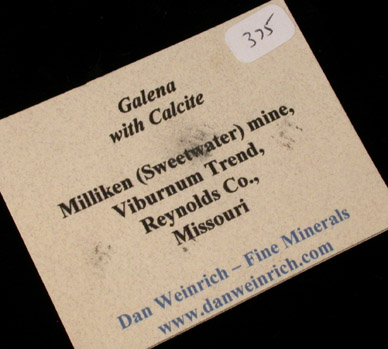 375
Galena
with Calcite
Milliken (Sweetwater) mine,
Viburnum Trend,
Reynolds Co.,
Missouri
Dan Weinrich – Fine Minerals
www.danweinrich.com